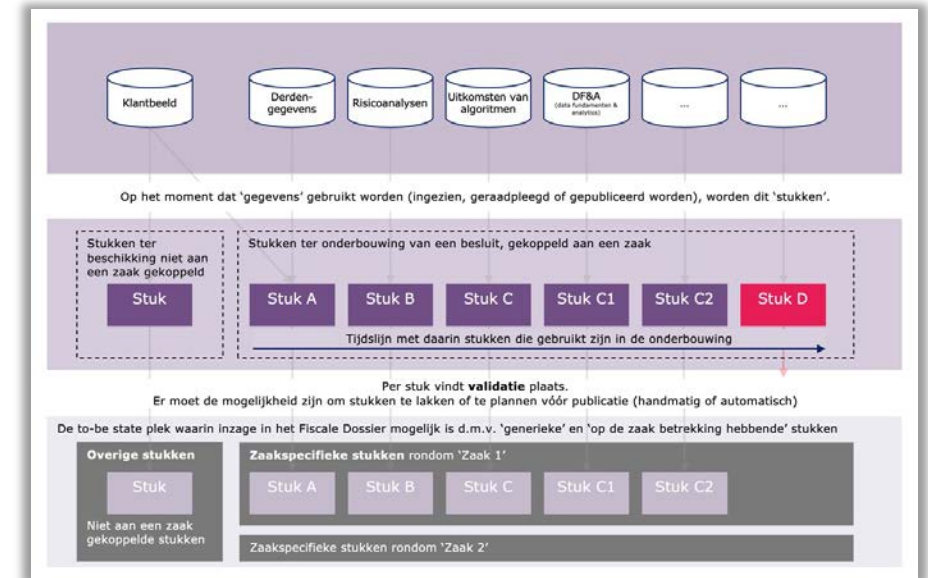 Klantbeeld
Derden-
gegevens
Risicoanalysen
Uitkomsten van
algoritmen
DF&A
(data fundamenten &
analytics)
...
...
Op het moment dat ‘gegevens’ gebruikt worden (ingezien, geraadpleegd of gepubliceerd worden), worden dit ‘stukken’.
Stukken ter
beschikking niet aan
een zaak gekoppeld
Stuk
Stukken ter onderbouwing van een besluit, gekoppeld aan een zaak
Stuk A
Stuk B
Stuk C
Stuk C1
Stuk C2
Stuk D
Tijdslijn met daarin stukken die gebruikt zijn in de onderbouwing
Per stuk vindt validatie plaats.
Er moet de mogelijkheid zijn om stukken te lakken of te plannen vóór publicatie (handmatig of automatisch)
De to-be state plek waarin inzage in het Fiscale Dossier mogelijk is d.m.v. ‘generieke’ en ‘op de zaak betrekking hebbende’ stukken
Overige stukken
Stuk
Niet aan een zaak
gekoppelde stukken
Zaakspecifieke stukken rondom ‘Zaak 1’
Stuk A
Stuk B
Stuk C
Stuk C1
Stuk C2
Zaakspecifieke stukken rondom ‘Zaak 2’